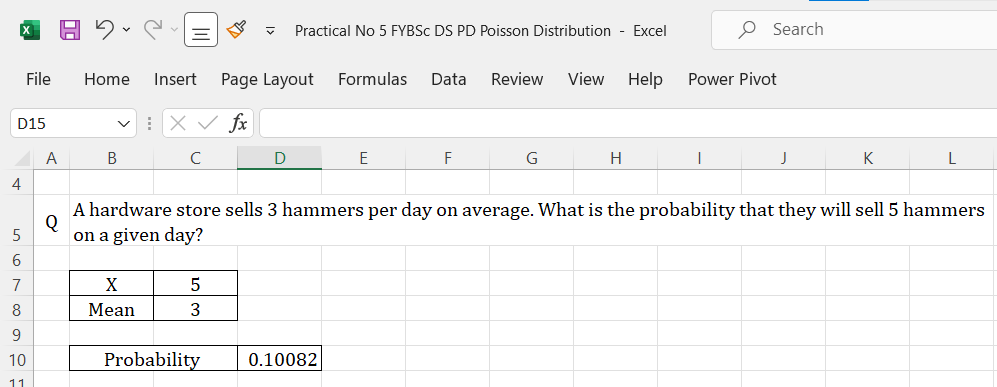 Practical No 5 FYBSc DS PD Poisson Distribution - Excel
Search
File Home Insert Page Layout Formulas Data Review View Help Power Pivot
D15 fx
A B C D E F G H I J K L
4
5 Q A hardware store sells 3 hammers per day on average. What is the probability that they will sell 5 hammers
on a given day?
6
7 X 5
8 Mean 3
9
10 Probability 0.10082
11